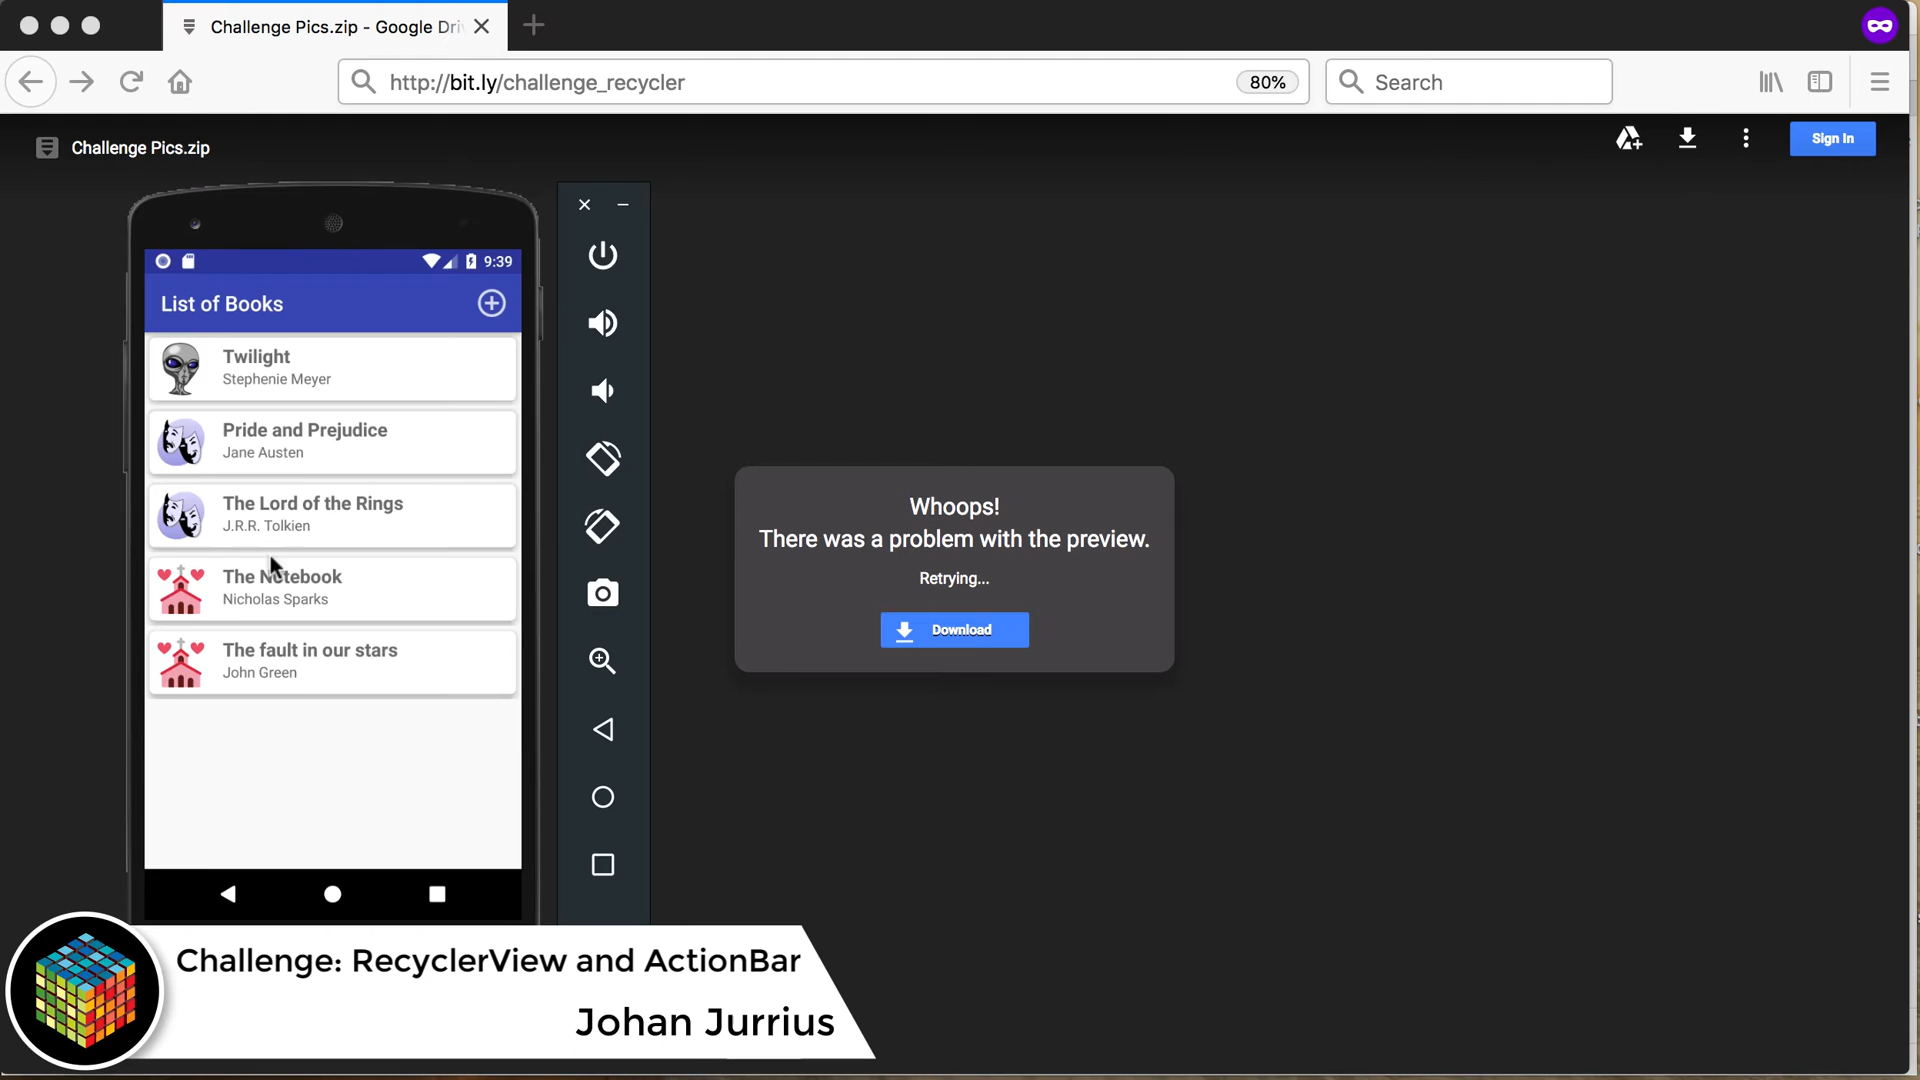 Challenge Pics.zip - Google Dri
http://bit.ly/challenge_recycler
80%
Search
Challenge Pics.zip
Sign In
9:39
List of Books
Twilight
Stephenie Meyer
Pride and Prejudice
Jane Austen
The Lord of the Rings
J.R.R. Tolkien
The Notebook
Nicholas Sparks
The fault in our stars
John Green
Whoops!
There was a problem with the preview.
Retrying...
Download
Challenge: RecyclerView and ActionBar
Johan Jurrius